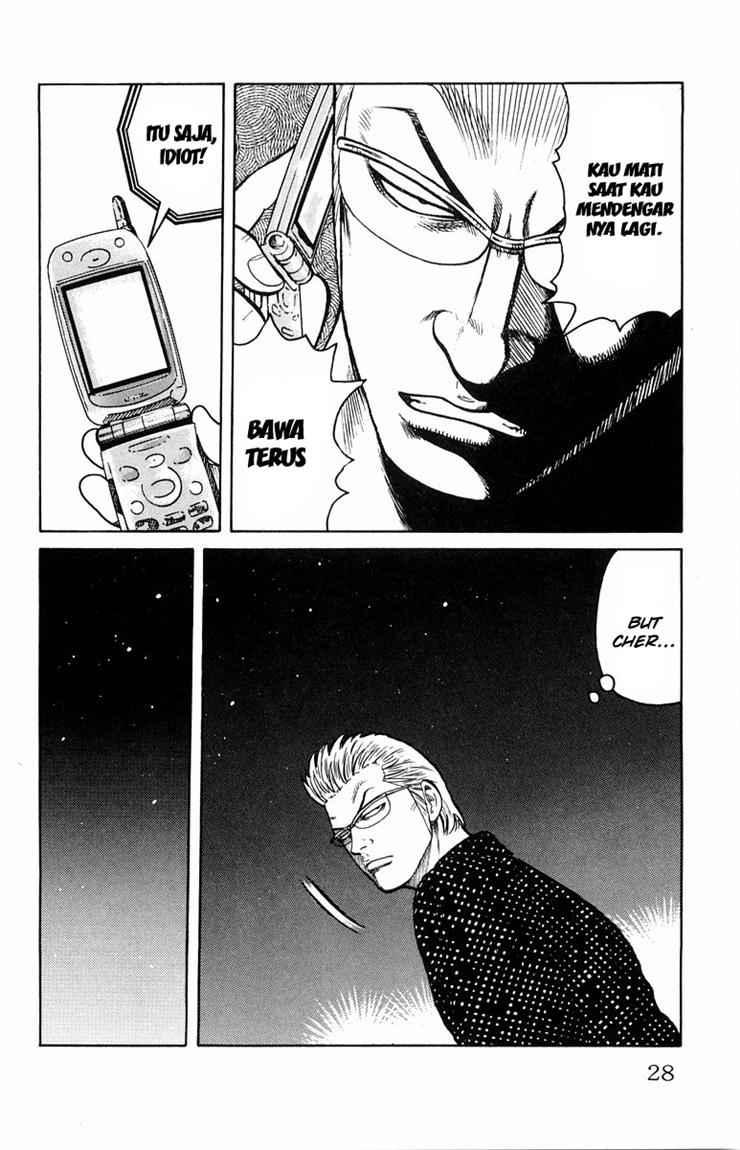 KAU MATI
SAAT KAU
MENDENGAR
NYA LAGI.
BAWA
TERUS
ITU SAJA,
IDIOT!
BUT
CHER...
28